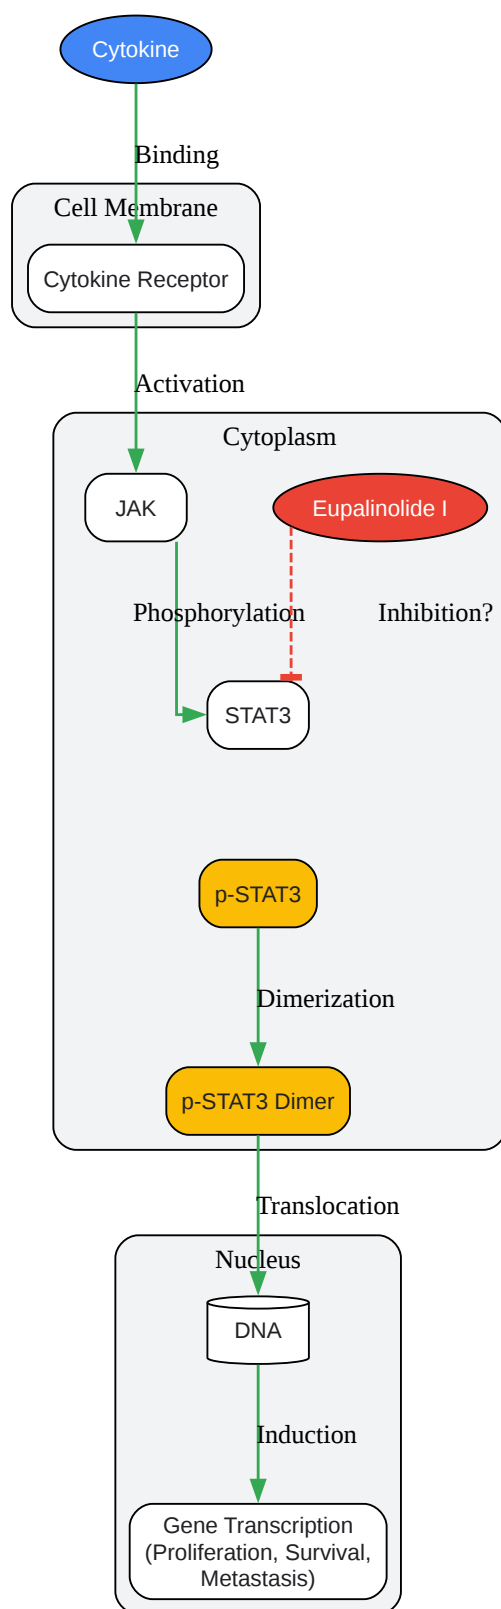 Cytokine
Binding
Cell Membrane
Cytokine Receptor
Activation
Cytoplasm
JAK
Eupalinolide I
Phosphorylation
Inhibition?
STAT3
p-STAT3
Dimerization
p-STAT3 Dimer
Translocation
Nucleus
DNA
Induction
Gene Transcription
(Proliferation, Survival,
Metastasis)